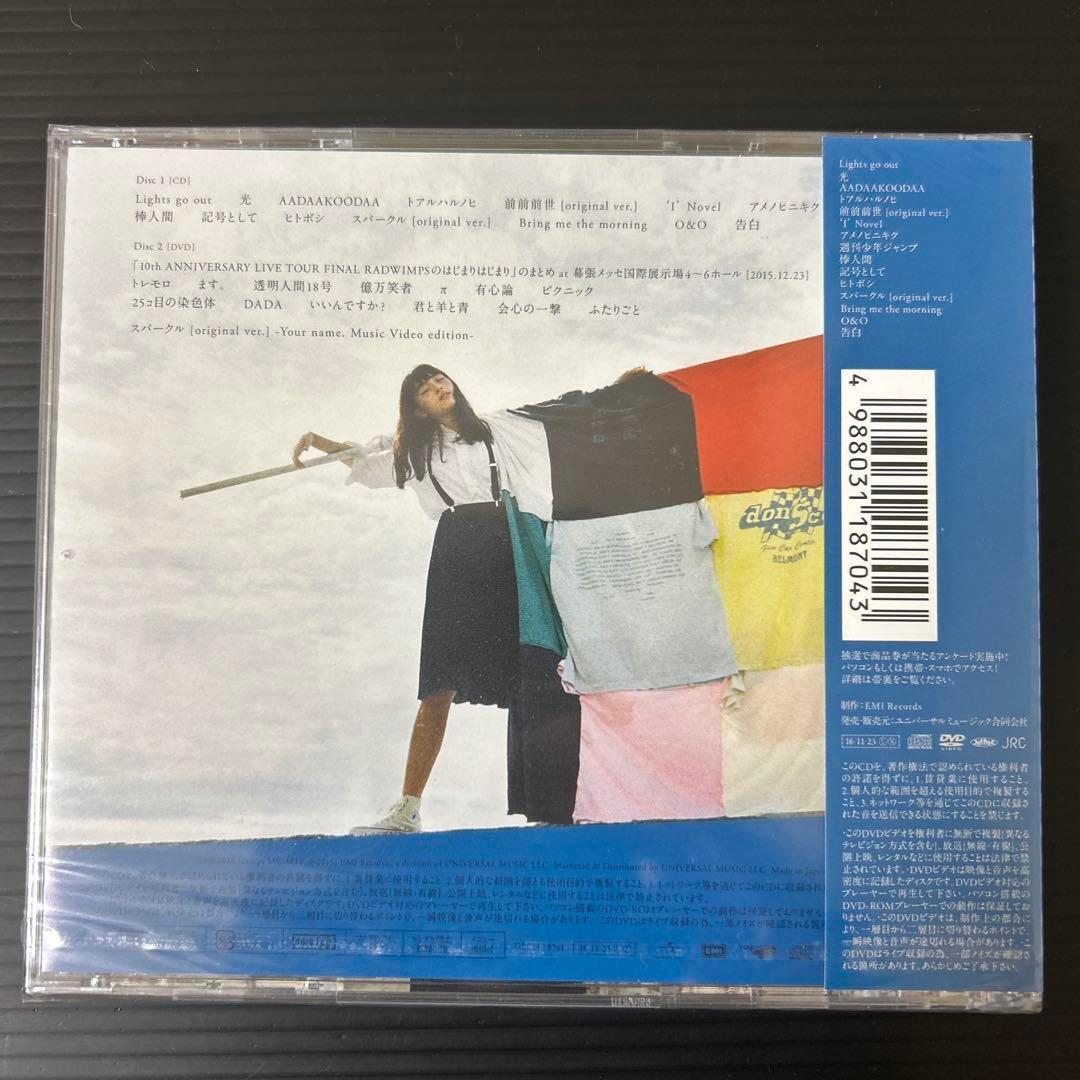 Disc 1 [CD]
Lights go out 光 AADAAKOODAA トアルハルノヒ 前前前世 [original ver.] 'I' Novel アメノヒニキク
棒人間 記号として ヒトボシ スパークル [original ver.] Bring me the morning O&O 告白
Disc 2 [DVD]
「10th ANNIVERSARY LIVE TOUR FINAL RADWIMPSのはじまりはじまり」のまとめ at 幕張メッセ国際展示場4~6ホール [2015.12.23]
トレモロ ます。 透明人間18号 億万笑者 π 有心論 ピクニック
25コ目の染色体 DADA いいんですか? 君と羊と青 会心の一撃 ふたりごと
スパークル [original ver.] -Your name. Music Video edition-
donSco
Fun Car Center
BELMONT
EMI Records, a division of UNIVERSAL MUSIC LLC. Marketed & Distributed by UNIVERSAL MUSIC LLC. Made in Japan
Lights go out
光
AADAAKOODAA
トアルハルノヒ
前前前世 [original ver.]
'I' Novel
アメノヒニキク
週刊少年ジャンプ
棒人間
記号として
ヒトボシ
スパークル [original ver.]
Bring me the morning
O&O
告白
4 988031 187043
抽選で商品券が当たるアンケート実施中!
パソコンもしくは携帯・スマホでアクセス!
詳細は帯裏をご覧ください。
制作:EMI Records
発売・販売元:ユニバーサルミュージック合同会社
16·11·23 DVD VIDEO JRC
このCDを、著作権法で認められている権利者
の許諾を得ずに、1.賃貸業に使用すること、
2.個人的な範囲を超える使用目的で複製する
こと、3.ネットワーク等を通じてこのCDに収録さ
れた音を送信できる状態にすることを禁じます。
・このDVDビデオを権利者に無断で複製[異なる
テレビジョン方式を含む]、放送[無線・有線]、公
開上映、レンタルなどに使用することは法律で禁
止されています。・DVDビデオは映像と音声を高
密度に記録したディスクです。DVDビデオ対応の
プレーヤーで再生して下さい。パソコン搭載の
DVD-ROMプレーヤーでの動作は保証しており
ません。・このDVDビデオは、制作上の都合に
より、一層目から二層目に切り替わるポイントで、
一瞬映像と音声が途切れる場合があります。・こ
のDVDはライヴ収録の為、一部ノイズが確認さ
れる箇所があります。あらかじめご了承下さい。